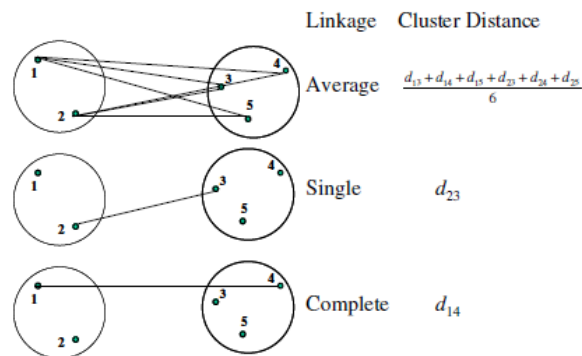 Linkage Cluster Distance
1 3 4 2 5 Average d₁₃ + d₁₄ + d₁₅ + d₂₃ + d₂₄ + d₂₅
6
1 3 4 2 5 Single d₂₃
1 3 4 2 5 Complete d₁₄